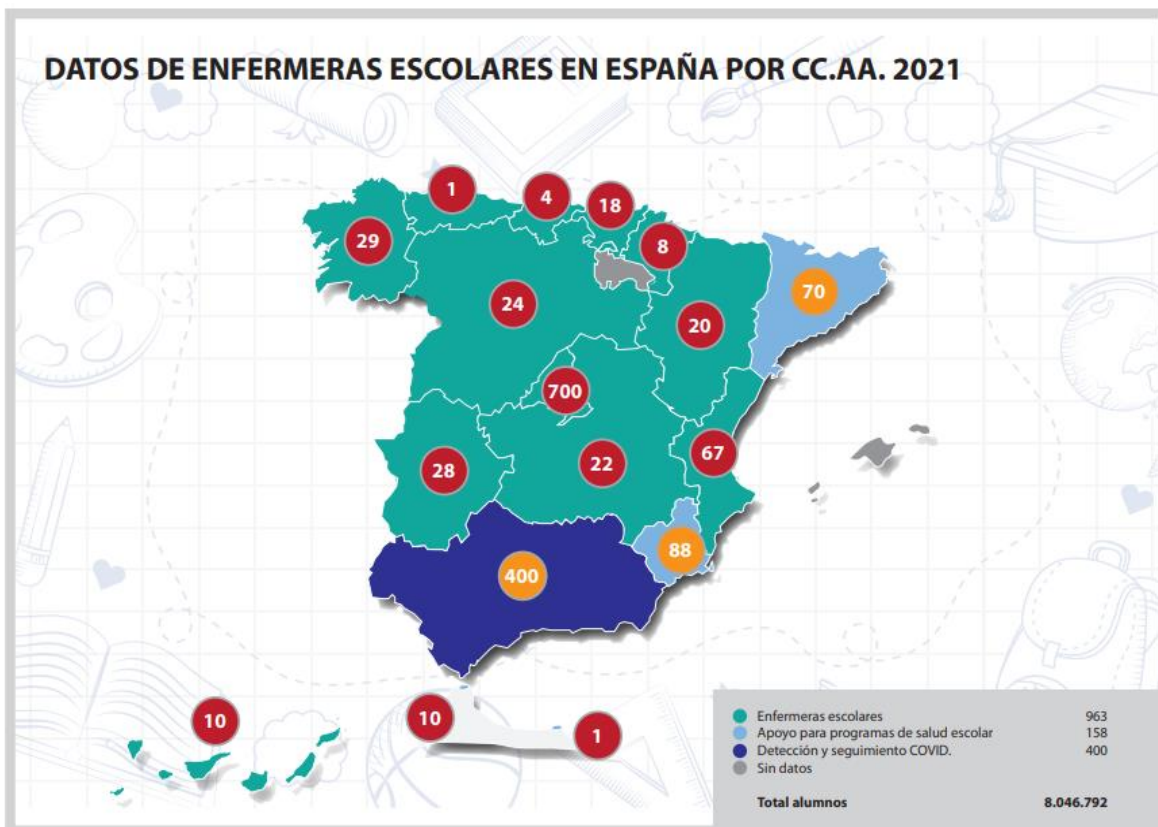 DATOS DE ENFERMERAS ESCOLARES EN ESPAÑA POR CC.AA. 2021
1
4
18
29
8
24
70
20
700
67
28
22
88
400
10
10
1
Enfermeras escolares 963
Apoyo para programas de salud escolar 158
Detección y seguimiento COVID. 400
Sin datos
Total alumnos 8.046.792